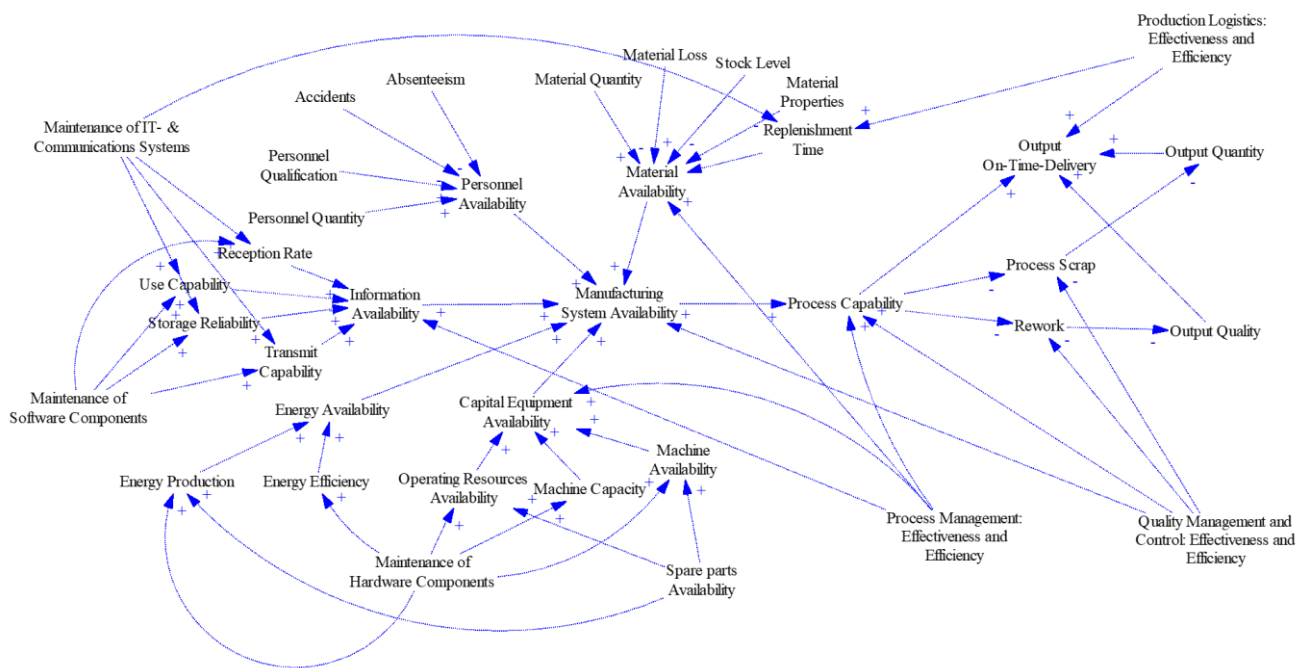 Production Logistics:
Effectiveness and
Efficiency
Material Loss
Stock Level
Absenteeism
Material Quantity
Material
Properties
Accidents
Maintenance of IT- &
Communications Systems
Replenishment
Time
Output
On-Time-Delivery
Output Quantity
Personnel
Qualification
Personnel
Availability
Material
Availability
Personnel Quantity
Reception Rate
Process Scrap
Use Capability
Information
Availability
Manufacturing
System Availability
Process Capability
Storage Reliability
Rework
Output Quality
Transmit
Capability
Maintenance of
Software Components
Energy Availability
Capital Equipment
Availability
Machine
Availability
Energy Production
Energy Efficiency
Operating Resources
Availability
Machine Capacity
Process Management:
Effectiveness and
Efficiency
Quality Management and
Control: Effectiveness and
Efficiency
Maintenance of
Hardware Components
Spare parts
Availability